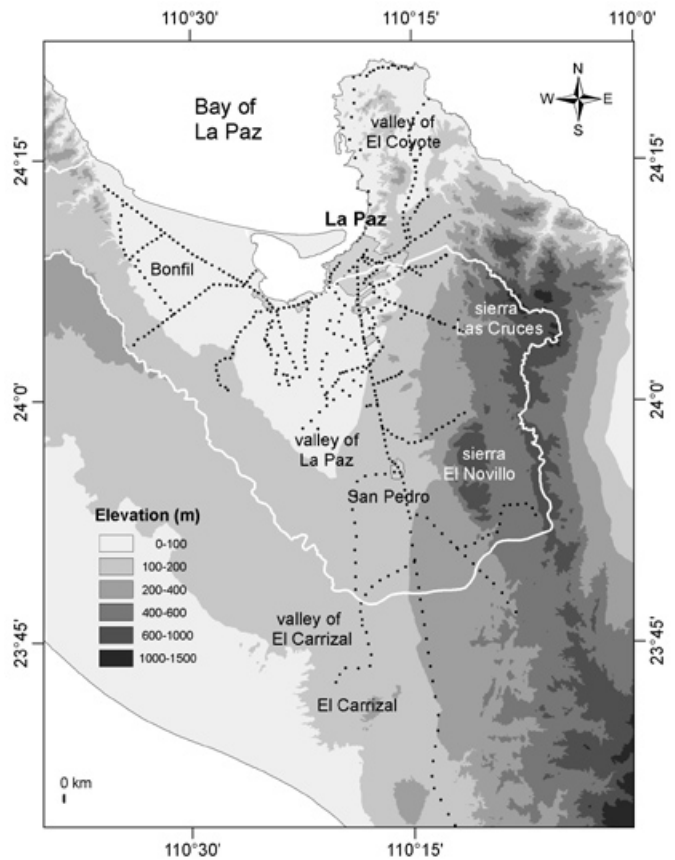 110°30'
110°15'
110°0'
Bay of
La Paz
N
W
E
S
valley of
El Coyote
24°15'
24°15'
La Paz
Bonfil
sierra
Las Cruces
24°0'
24°0'
valley of
La Paz
sierra
El Novillo
San Pedro
Elevation (m)
0-100
100-200
200-400
400-600
600-1000
1000-1500
valley of
El Carrizal
23°45'
23°45'
El Carrizal
0 km
110°30'
110°15'